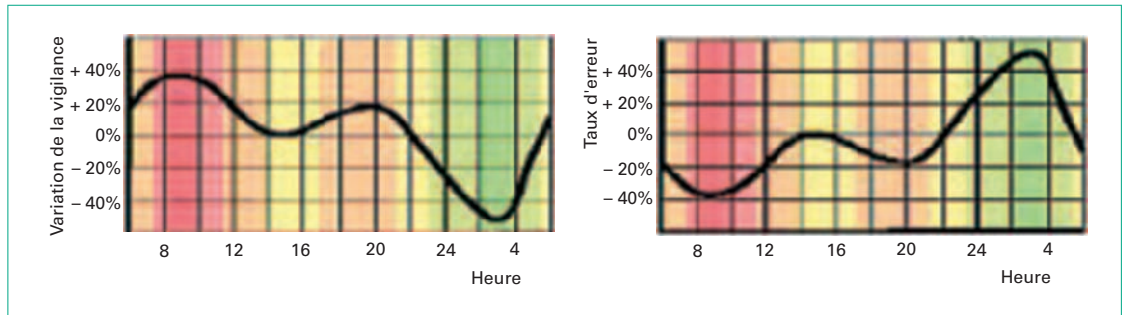 Variation de la vigilance
+ 40%
+ 20%
0%
− 20%
− 40%
8 12 16 20 24 4
Heure
Taux d'erreur
+ 40%
+ 20%
0%
− 20%
− 40%
8 12 16 20 24 4
Heure